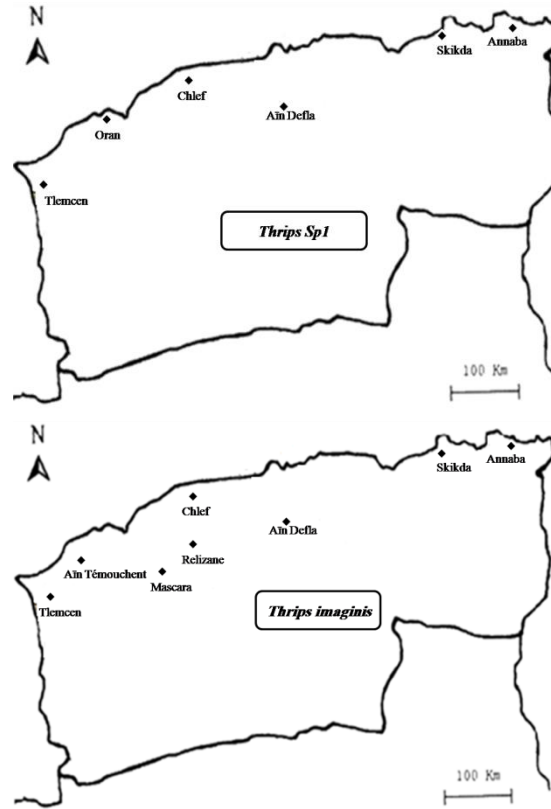 N
Skikda
Annaba
Chlef
Aïn Defla
Oran
Tlemcen
Thrips Sp1
100 Km
N
Skikda
Annaba
Chlef
Aïn Defla
Relizane
Aïn Témouchent
Mascara
Tlemcen
Thrips imaginis
100 Km